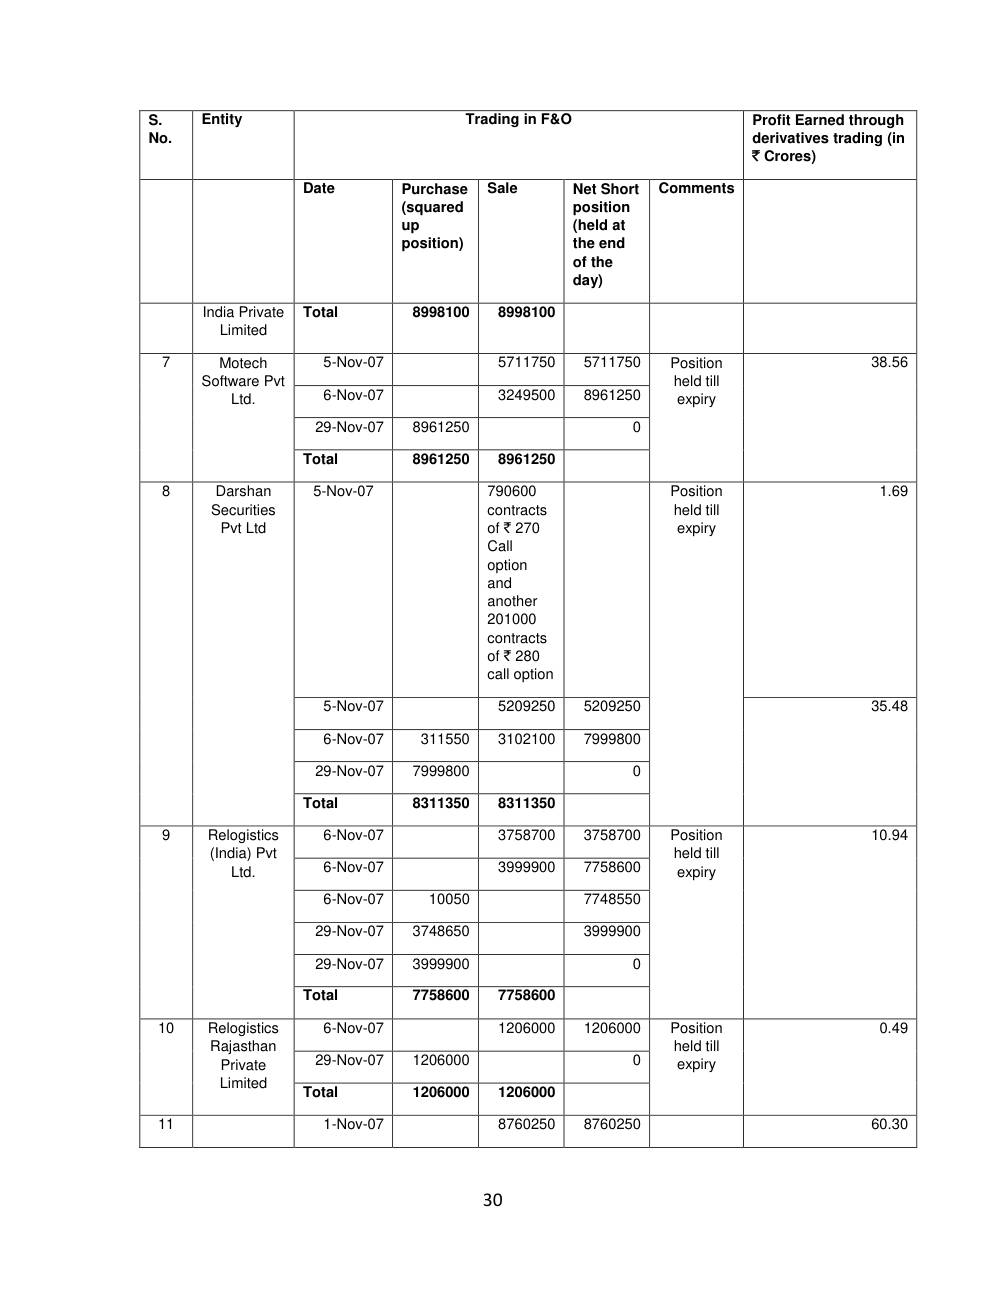 S. No. Entity Trading in F&O Profit Earned through derivatives trading (in ₹ Crores)
Date Purchase (squared up position) Sale Net Short position (held at the end of the day) Comments
India Private Limited Total 8998100 8998100
7 Motech Software Pvt Ltd. 5-Nov-07 5711750 5711750 Position held till expiry 38.56
6-Nov-07 3249500 8961250
29-Nov-07 8961250 0
Total 8961250 8961250
8 Darshan Securities Pvt Ltd 5-Nov-07 790600 contracts of ₹ 270 Call option and another 201000 contracts of ₹ 280 call option Position held till expiry 1.69
5-Nov-07 5209250 5209250 35.48
6-Nov-07 311550 3102100 7999800
29-Nov-07 7999800 0
Total 8311350 8311350
9 Relogistics (India) Pvt Ltd. 6-Nov-07 3758700 3758700 Position held till expiry 10.94
6-Nov-07 3999900 7758600
6-Nov-07 10050 7748550
29-Nov-07 3748650 3999900
29-Nov-07 3999900 0
Total 7758600 7758600
10 Relogistics Rajasthan Private Limited 6-Nov-07 1206000 1206000 Position held till expiry 0.49
29-Nov-07 1206000 0
Total 1206000 1206000
11 1-Nov-07 8760250 8760250 60.30
30